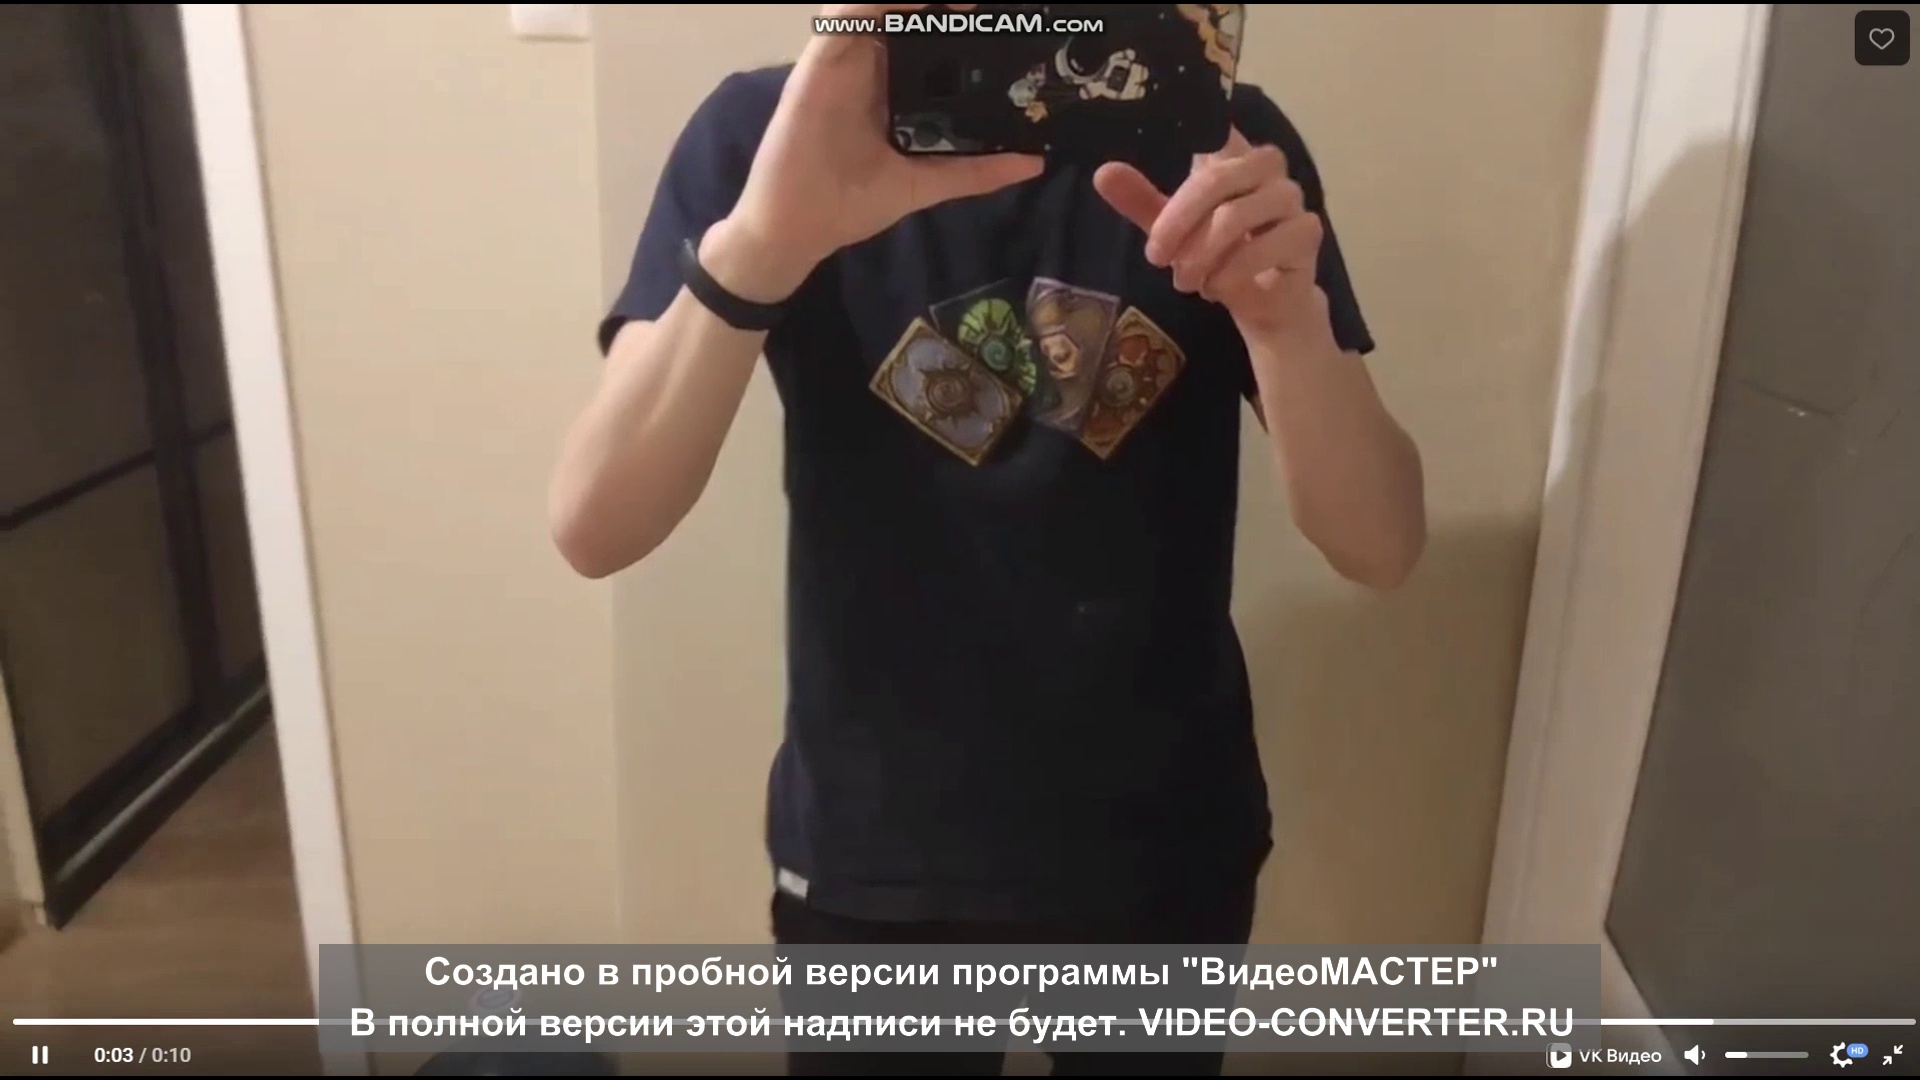 www.BANDICAM.com
Создано в пробной версии программы "ВидеоМАСТЕР"
В полной версии этой надписи не будет. VIDEO-CONVERTER.RU
0:03 / 0:10
VK Видео
HD